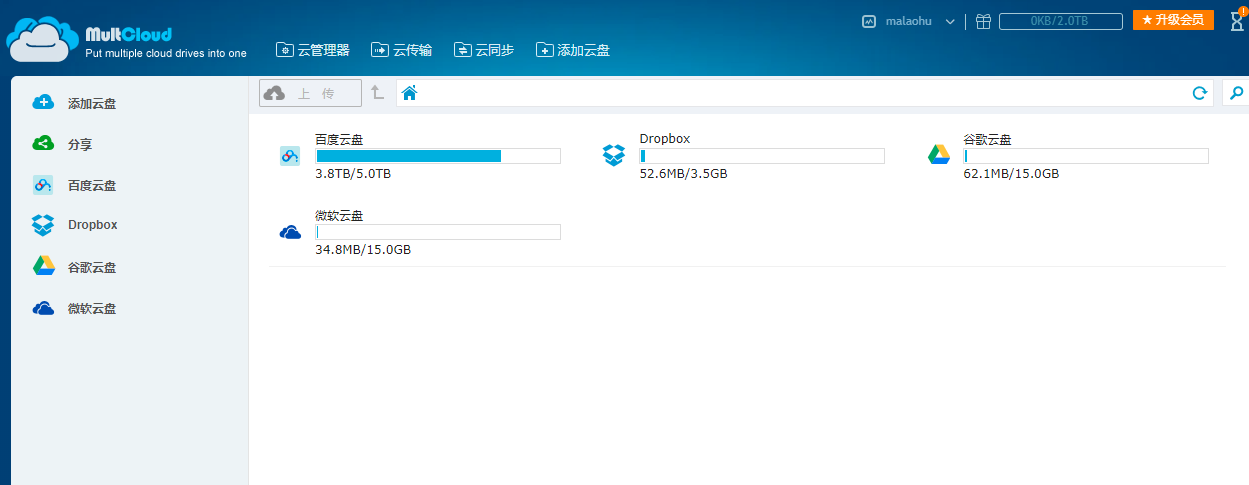 MultCloud
Put multiple cloud drives into one
云管理器
云传输
云同步
添加云盘
malaohu
0KB/2.0TB
★升级会员
!
添加云盘
分享
百度云盘
Dropbox
谷歌云盘
微软云盘
上 传
百度云盘
3.8TB/5.0TB
Dropbox
52.6MB/3.5GB
谷歌云盘
62.1MB/15.0GB
微软云盘
34.8MB/15.0GB